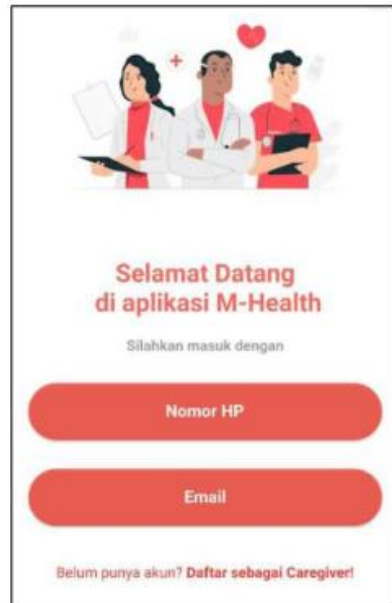 Selamat Datang
di aplikasi M-Health
Silahkan masuk dengan
Nomor HP
Email
Belum punya akun? Daftar sebagai Caregiver!